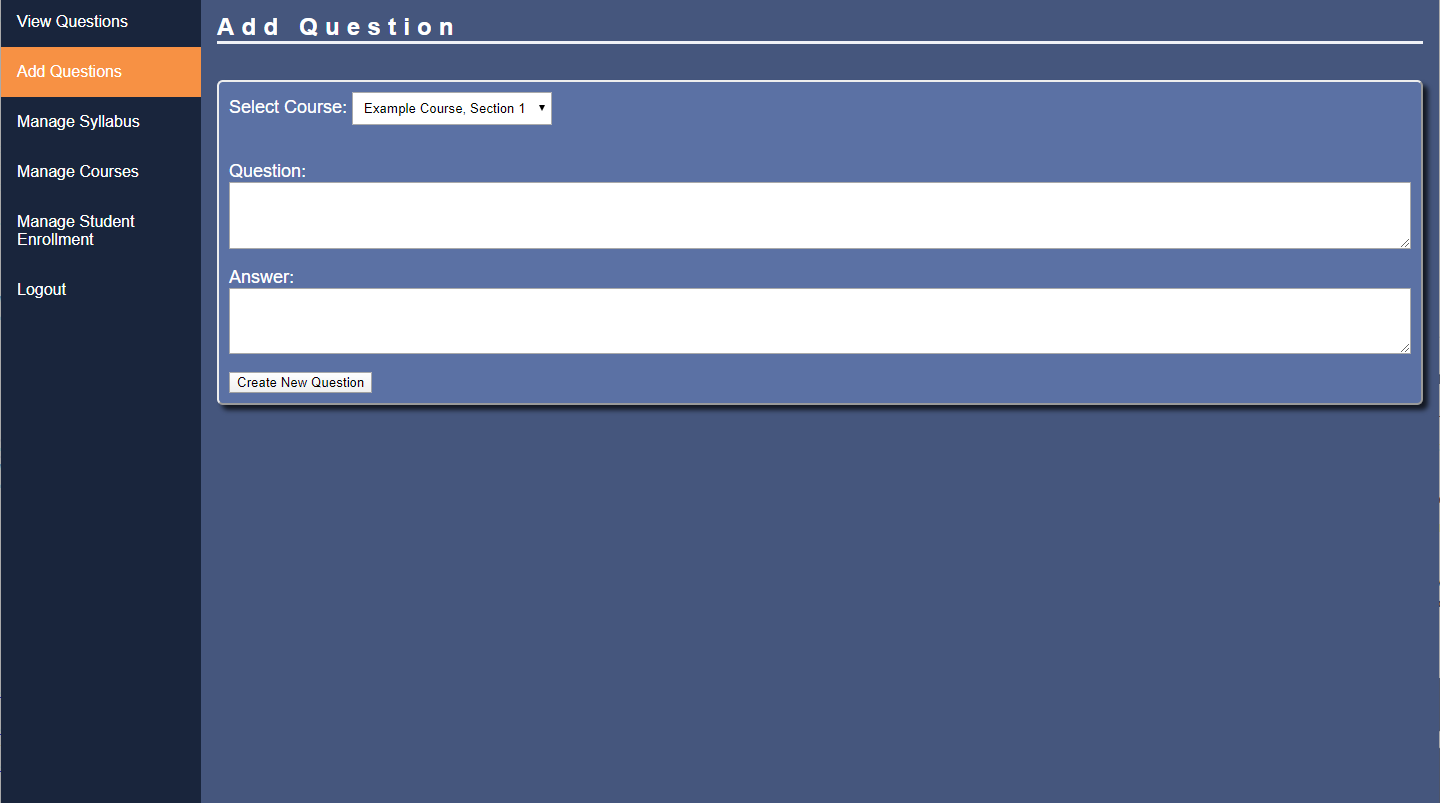 View Questions
Add Questions
Manage Syllabus
Manage Courses
Manage Student
Enrollment
Logout
Add Question
Select Course: Example Course, Section 1
Question:
Answer:
Create New Question